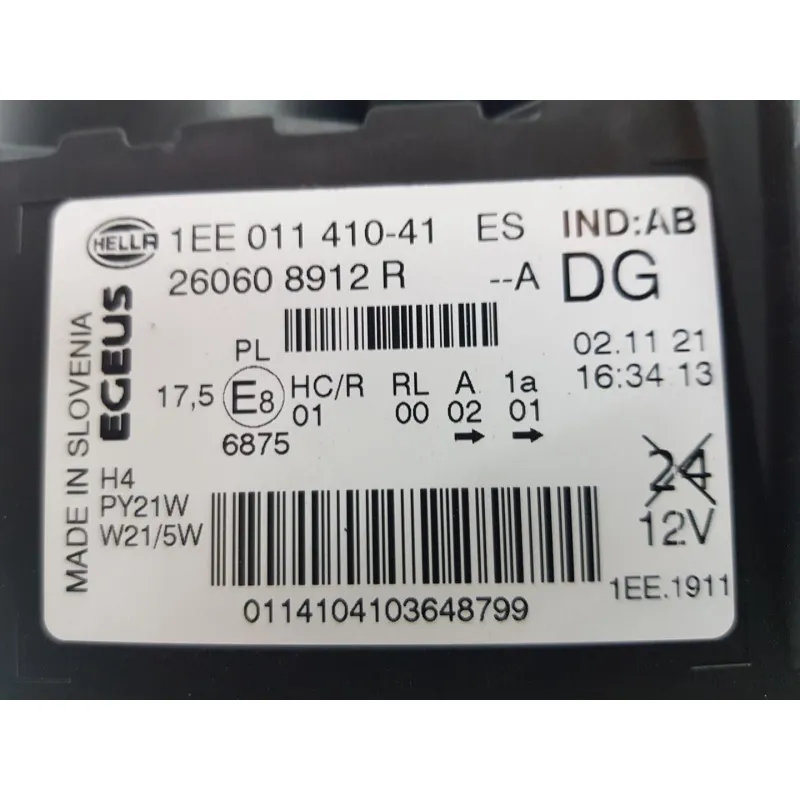 HELLA
1EE 011 410-41 ES IND:AB
260608912R --A DG
MADE IN SLOVENIA
EGEUS
PL
02.11 21
16:34 13
17,5 E8 HC/R RL A 1a
01 00 02 01
6875
24
12V
H4
PY21W
W21/5W
1EE.1911
0114104103648799